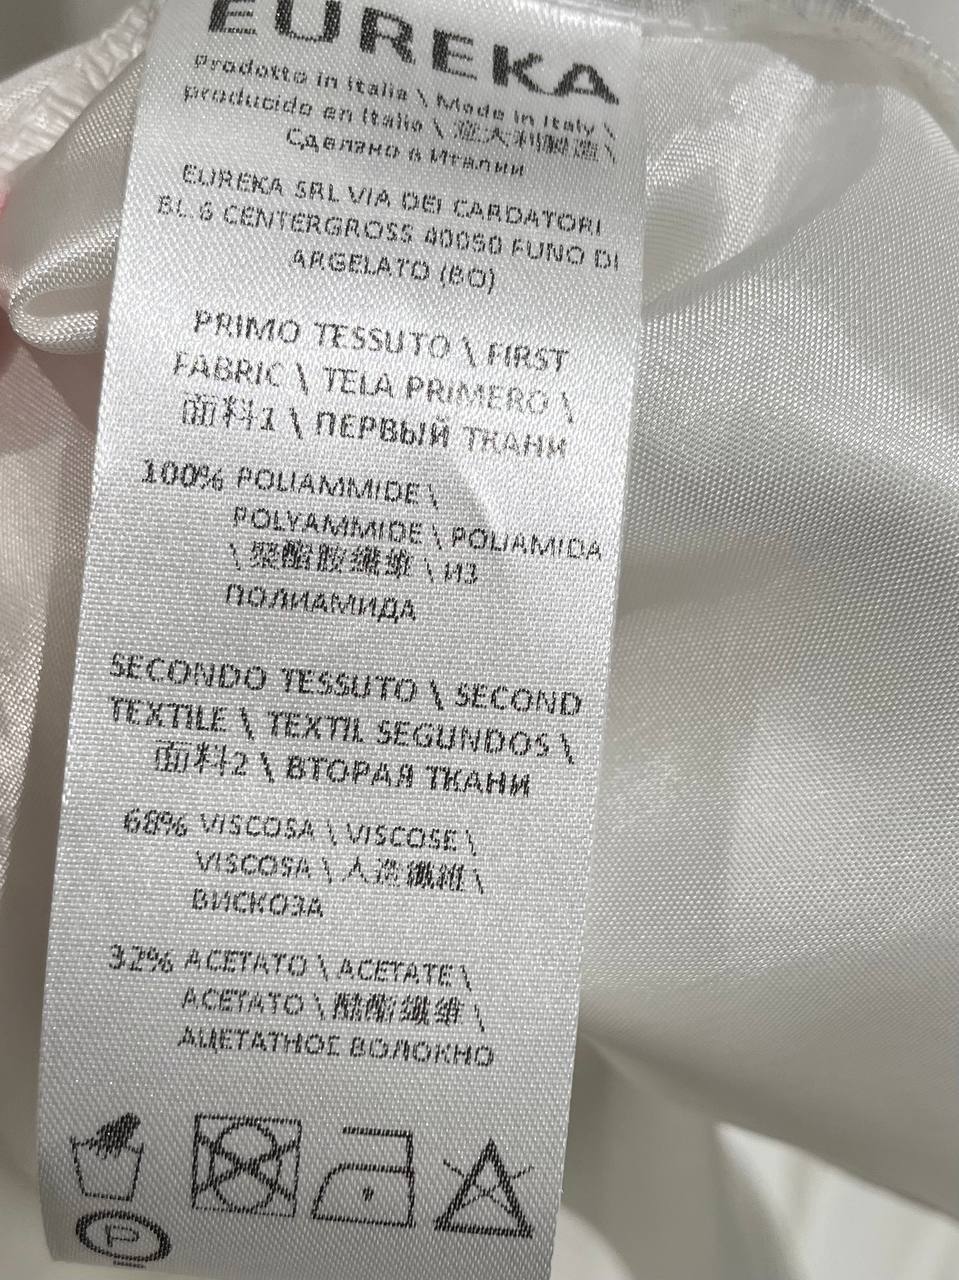 EUREKA
Prodotto in Italia \ Made in Italy \
producido en Italia \ 意大利製造 \
Сделано в Италии
EUREKA SRL VIA DEI CARDATORI
BL.6 CENTERGROSS 40050 FUNO DI
ARGELATO (BO)
PRIMO TESSUTO \ FIRST
FABRIC \ TELA PRIMERO \
面料1 \ ПЕРВЫЙ ТКАНИ
100% POLIAMMIDE \
POLYAMMIDE \ POLIAMIDA
\ 聚酰胺纖維 \ ИЗ
ПОЛИАМИДА
SECONDO TESSUTO \ SECOND
TEXTILE \ TEXTIL SEGUNDOS \
面料2 \ ВТОРАЯ ТКАНИ
68% VISCOSA \ VISCOSE \
VISCOSA \ 人造纖維 \
ВИСКОЗА
32% ACETATO \ ACETATE \
ACETATO \ 醋酯纖維 \
АЦЕТАТНОЕ ВОЛОКНО
P